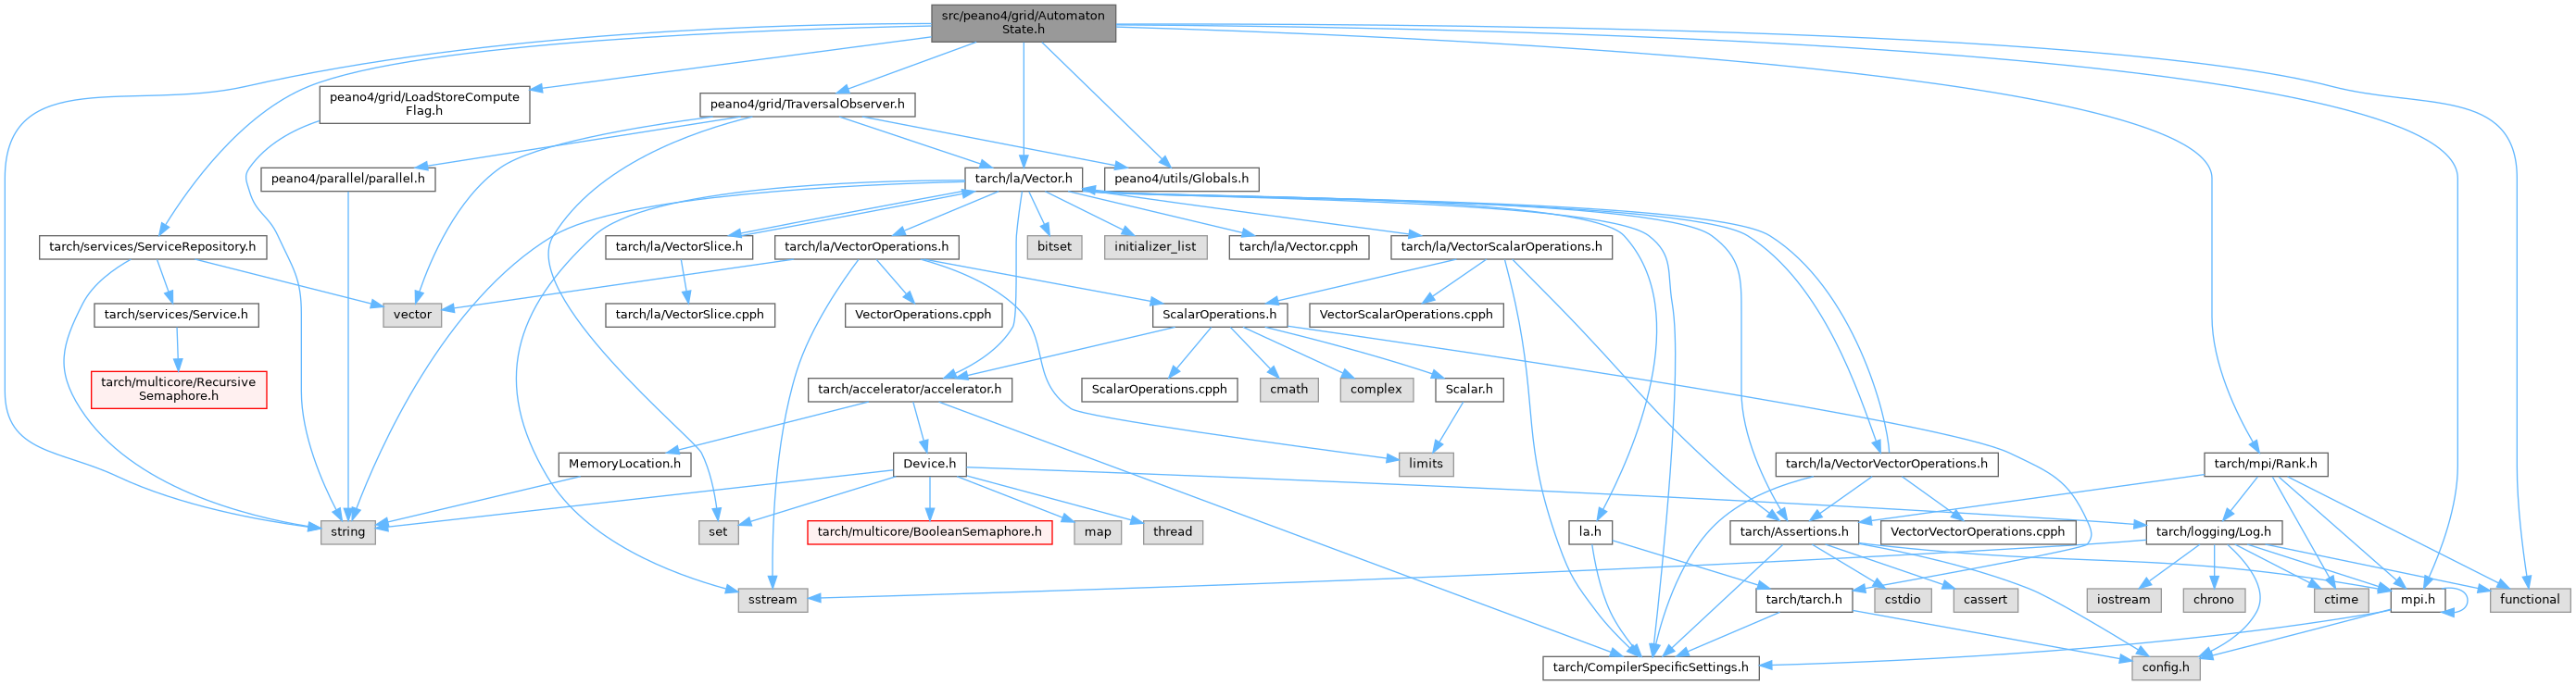 src/peano4/grid/Automaton
State.h
peano4/grid/LoadStoreCompute
Flag.h
peano4/grid/TraversalObserver.h
peano4/parallel/parallel.h
tarch/la/Vector.h
peano4/utils/Globals.h
tarch/services/ServiceRepository.h
tarch/la/VectorSlice.h
tarch/la/VectorOperations.h
bitset
initializer_list
tarch/la/Vector.cpph
tarch/la/VectorScalarOperations.h
tarch/services/Service.h
vector
tarch/la/VectorSlice.cpph
VectorOperations.cpph
ScalarOperations.h
VectorScalarOperations.cpph
tarch/multicore/Recursive
Semaphore.h
tarch/accelerator/accelerator.h
ScalarOperations.cpph
cmath
complex
Scalar.h
MemoryLocation.h
Device.h
limits
tarch/la/VectorVectorOperations.h
tarch/mpi/Rank.h
string
set
tarch/multicore/BooleanSemaphore.h
map
thread
la.h
tarch/Assertions.h
VectorVectorOperations.cpph
tarch/logging/Log.h
sstream
tarch/tarch.h
cstdio
cassert
iostream
chrono
ctime
mpi.h
functional
tarch/CompilerSpecificSettings.h
config.h